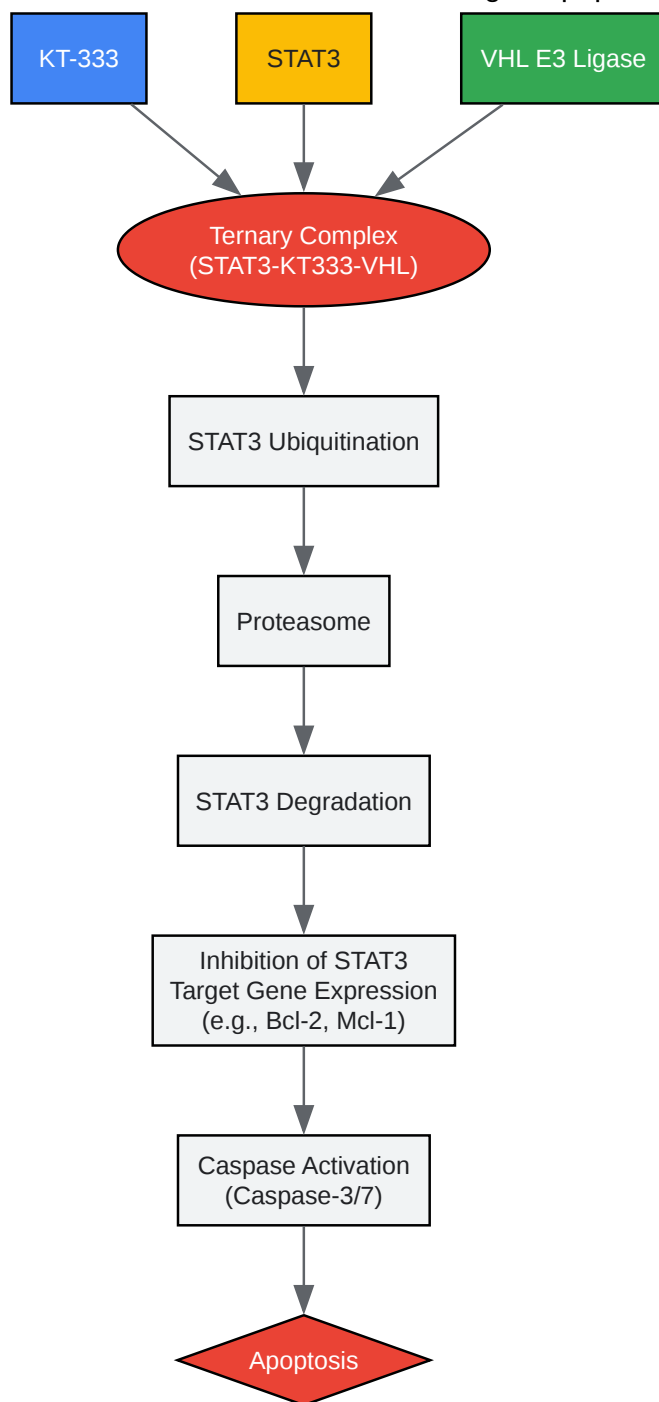 KT-333
STAT3
VHL E3 Ligase
Ternary Complex
(STAT3-KT333-VHL)
STAT3 Ubiquitination
Proteasome
STAT3 Degradation
Inhibition of STAT3
Target Gene Expression
(e.g., Bcl-2, Mcl-1)
Caspase Activation
(Caspase-3/7)
Apoptosis